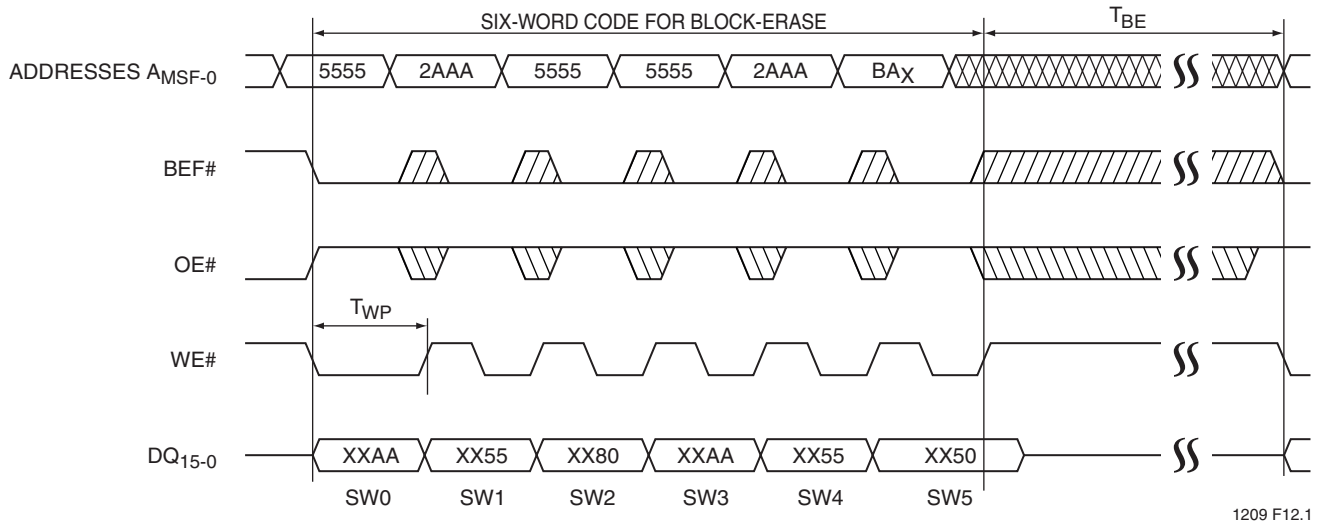 SIX-WORD CODE FOR BLOCK-ERASE TBE
ADDRESSES AMSF-0 5555 2AAA 5555 5555 2AAA BAX
BEF#
OE#
TWP
WE#
DQ15-0 XXAA XX55 XX80 XXAA XX55 XX50
SW0 SW1 SW2 SW3 SW4 SW5
1209 F12.1